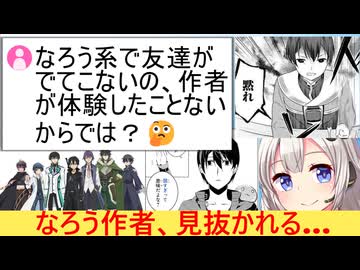 なろう系で友達が
でてこないの、作者
が体験したことない
からでは？🤔
黙れ
なろう作者、見抜かれる…